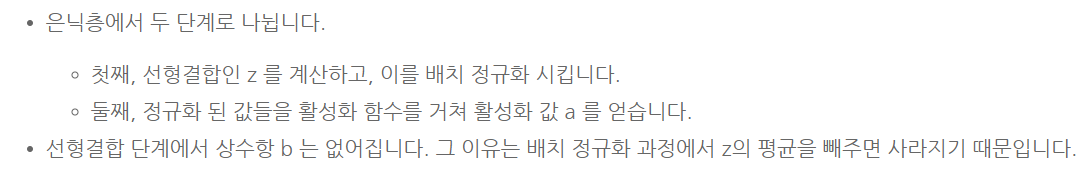 은닉층에서 두 단계로 나뉩니다.
첫째, 선형결합인 z 를 계산하고, 이를 배치 정규화 시킵니다.
둘째, 정규화 된 값들을 활성화 함수를 거쳐 활성화 값 a 를 얻습니다.
선형결합 단계에서 상수항 b 는 없어집니다. 그 이유는 배치 정규화 과정에서 z의 평균을 빼주면 사라지기 때문입니다.